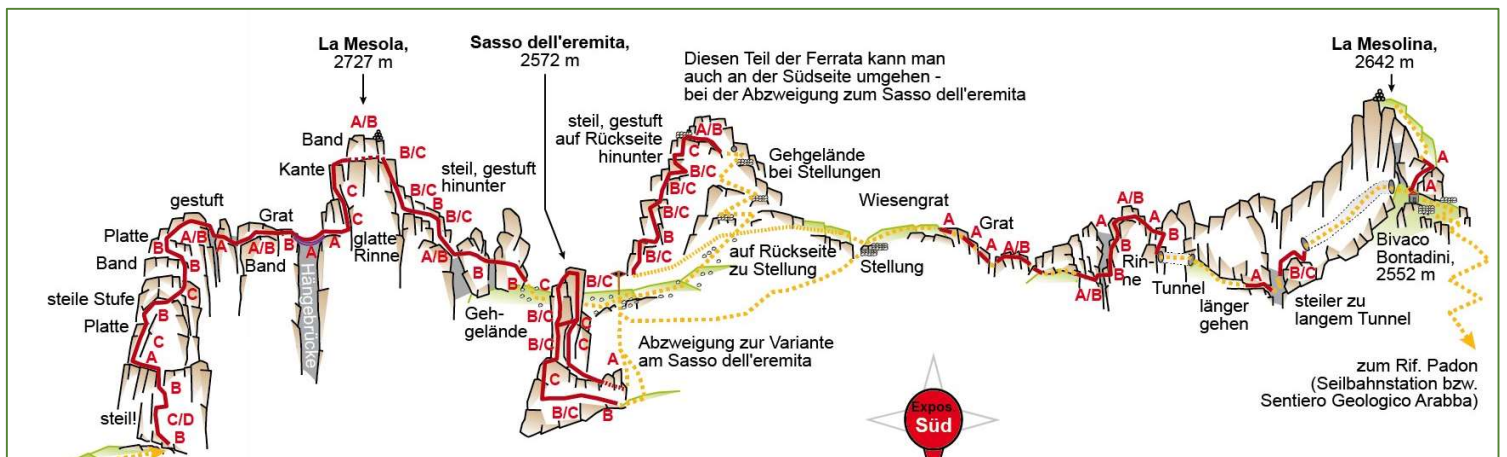 La Mesola,
2727 m
Sasso dell'eremita,
2572 m
Diesen Teil der Ferrata kann man
auch an der Südseite umgehen -
bei der Abzweigung zum Sasso dell'eremita
La Mesolina,
2642 m
A/B
Band
Kante
B/C
C
C
B/C
B
B/C
A/B
B
B
steil, gestuft
hinunter
steil, gestuft
auf Rückseite
hinunter
A/B
C
B/C
B/C
B/C
B
B/C
Gehgelände
bei Stellungen
gestuft
Platte
B
A/B
Band
B
steile Stufe
C
Platte
B
C
A
B
C/D
steil!
B
A
Grat
A/B
Band
B
A
A
Hängebrücke
glatte
Rinne
Geh-
gelände
C
B/C
B/C
B/C
C
C
B/C
A
B
Abzweigung zur Variante
am Sasso dell'eremita
auf Rückseite
zu Stellung
Wiesengrat
Stellung
A
Grat
A
A
A/B
A
A/B
A
A/B
A
B
B
B
Rin-
ne
Tunnel
länger
gehen
A
B/C
steiler zu
langem Tunnel
A
A
Bivaco
Bontadini,
2552 m
zum Rif. Padon
(Seilbahnstation bzw.
Sentiero Geologico Arabba)
Expos.
Süd